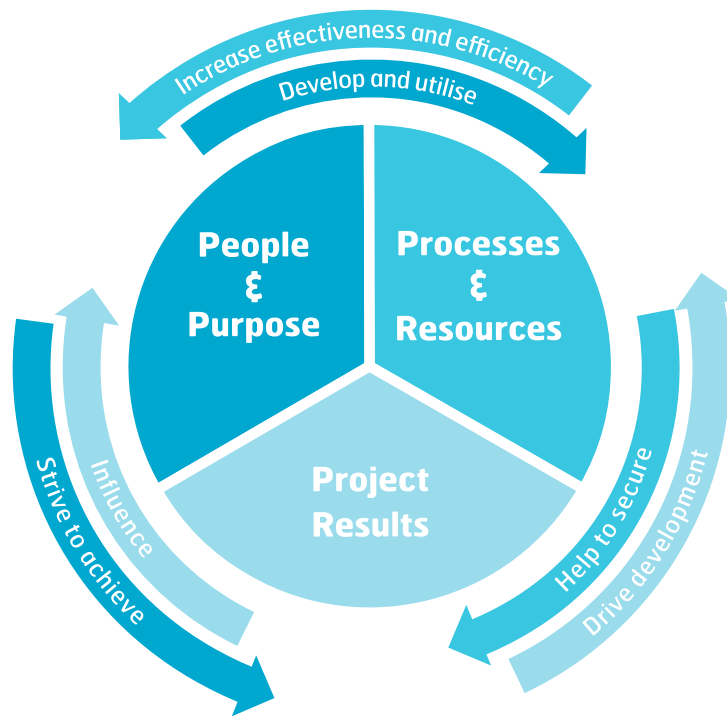 Increase effectiveness and efficiency
Develop and utilise
People
&
Purpose
Processes
&
Resources
Project
Results
Strive to achieve
Influence
Help to secure
Drive development